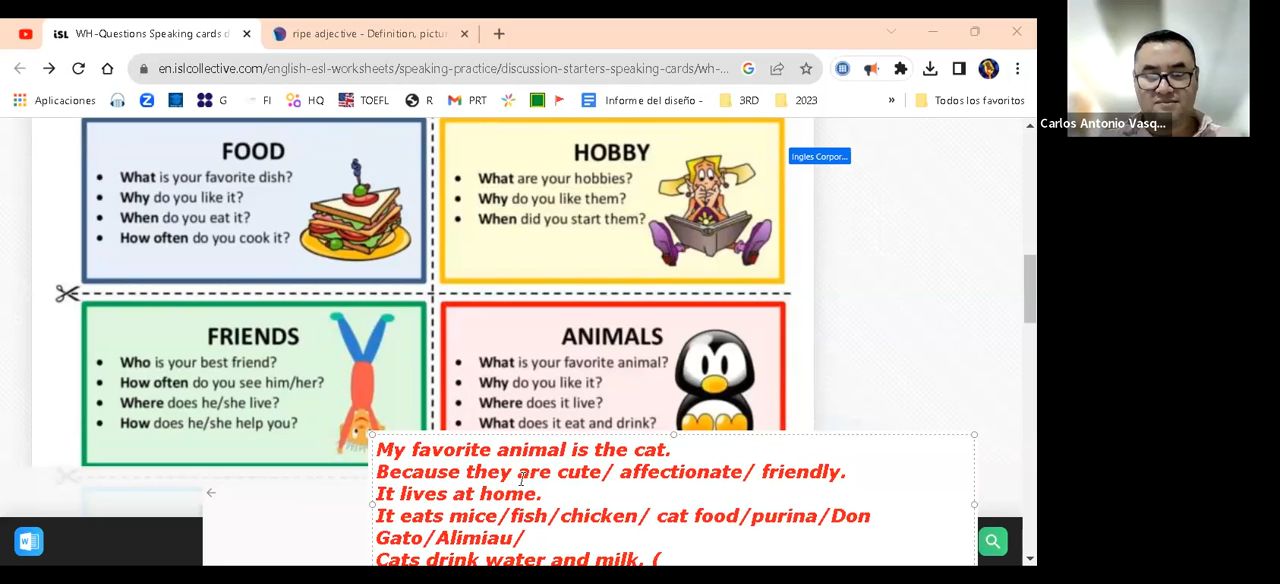 WH-Questions Speaking cards d
ripe adjective - Definition, pictur
en.islcollective.com/english-esl-worksheets/speaking-practice/discussion-starters-speaking-cards/wh-...
Aplicaciones G FI HQ TOEFL R PRT Informe del diseño - 3RD 2023 » Todos los favoritos
Carlos Antonio Vasq...
Ingles Corpor...
FOOD
• What is your favorite dish?
• Why do you like it?
• When do you eat it?
• How often do you cook it?
HOBBY
• What are your hobbies?
• Why do you like them?
• When did you start them?
FRIENDS
• Who is your best friend?
• How often do you see him/her?
• Where does he/she live?
• How does he/she help you?
ANIMALS
• What is your favorite animal?
• Why do you like it?
• Where does it live?
• What does it eat and drink?
My favorite animal is the cat.
Because they are cute/ affectionate/ friendly.
It lives at home.
It eats mice/fish/chicken/ cat food/purina/Don
Gato/Alimiau/
Cats drink water and milk. (